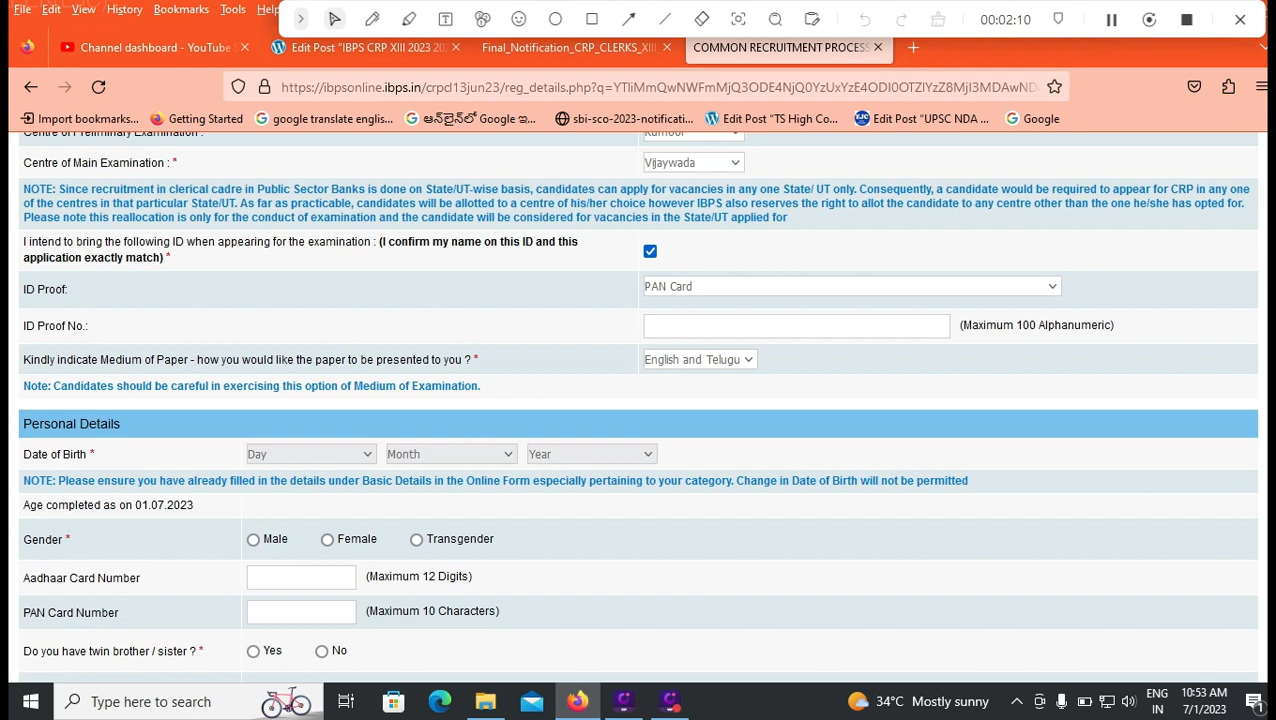 File Edit View History Bookmarks Tools Help
00:02:10
Channel dashboard - YouTube S
Edit Post "IBPS CRP XIII 2023 20
Final_Notification_CRP_CLERKS_XIII
COMMON RECRUITMENT PROCESS
Import bookmarks...
Getting Started
google translate englis...
ఆన్‌లైన్‌లో Google ఇ...
sbi-sco-2023-notificati...
Edit Post "TS High Co...
Edit Post "UPSC NDA ...
Google
Centre of Preliminary Examination : Kurnool
Centre of Main Examination : * Vijaywada
NOTE: Since recruitment in clerical cadre in Public Sector Banks is done on State/UT-wise basis, candidates can apply for vacancies in any one State/ UT only. Consequently, a candidate would be required to appear for CRP in any one
of the centres in that particular State/UT. As far as practicable, candidates will be allotted to a centre of his/her choice however IBPS also reserves the right to allot the candidate to any centre other than the one he/she has opted for.
Please note this reallocation is only for the conduct of examination and the candidate will be considered for vacancies in the State/UT applied for
I intend to bring the following ID when appearing for the examination : (I confirm my name on this ID and this
application exactly match) *
ID Proof: PAN Card
ID Proof No.: (Maximum 100 Alphanumeric)
Kindly indicate Medium of Paper - how you would like the paper to be presented to you ? * English and Telugu
Note: Candidates should be careful in exercising this option of Medium of Examination.
Personal Details
Date of Birth * Day Month Year
NOTE: Please ensure you have already filled in the details under Basic Details in the Online Form especially pertaining to your category. Change in Date of Birth will not be permitted
Age completed as on 01.07.2023
Gender * Male Female Transgender
Aadhaar Card Number (Maximum 12 Digits)
PAN Card Number (Maximum 10 Characters)
Do you have twin brother / sister ? * Yes No
Type here to search
34°C Mostly sunny
ENG
IN
10:53 AM
7/1/2023
1